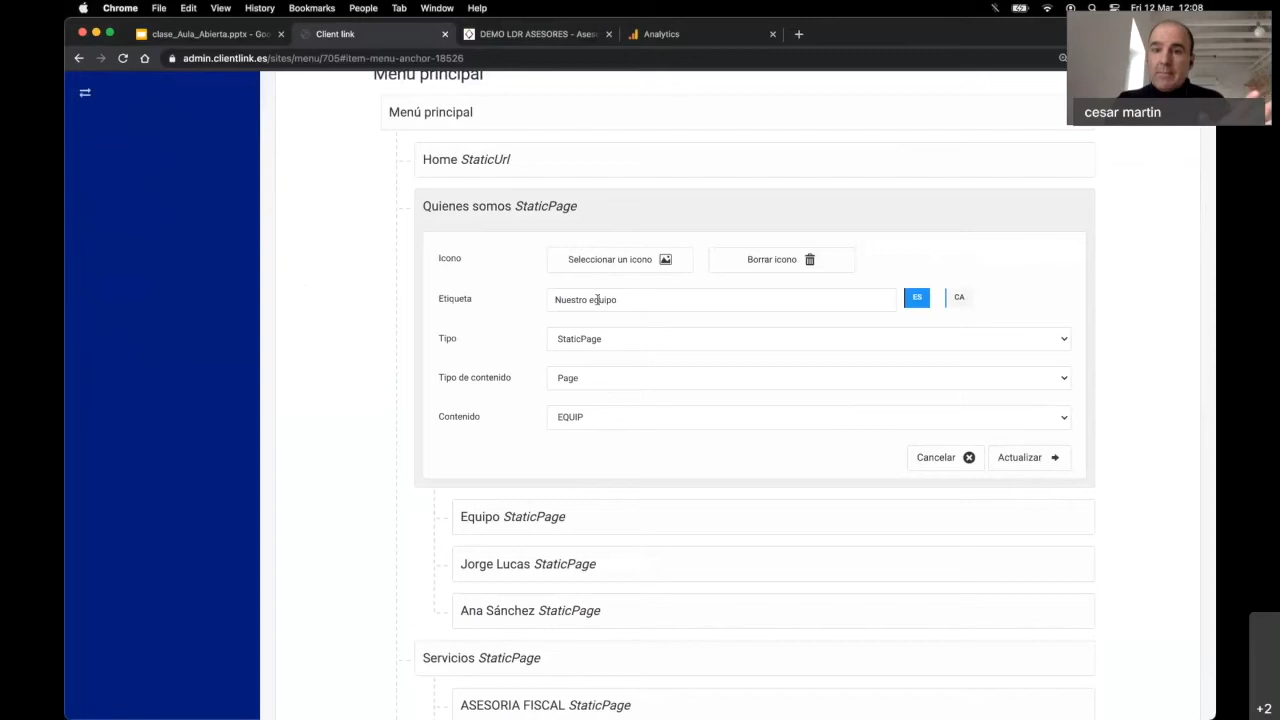 Chrome File Edit View History Bookmarks People Tab Window Help
Fri 12 Mar 12:08
clase_Aula_Abierta.pptx - Goo
Client link
DEMO LDR ASESORES - Ases
Analytics
admin.clientlink.es/sites/menu/705#item-menu-anchor-18526
cesar martin
Menú principal
Menú principal
Home StaticUrl
Quienes somos StaticPage
Icono
Seleccionar un icono
Borrar icono
Etiqueta
Nuestro equipo
ES
CA
Tipo
StaticPage
Tipo de contenido
Page
Contenido
EQUIP
Cancelar
Actualizar
Equipo StaticPage
Jorge Lucas StaticPage
Ana Sánchez StaticPage
Servicios StaticPage
ASESORIA FISCAL StaticPage
+2